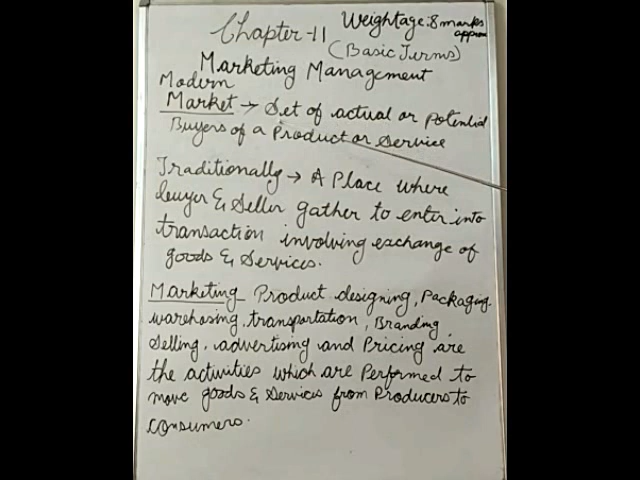 Chapter-11 Weightage: 8 marks approx
(Basic Terms)
Marketing Management
Modern
Market → Set of actual or Potential
Buyers of a Product or Service
Traditionally → A Place where
buyer & Seller gather to enter into
transaction involving exchange of
goods & Services.
Marketing Product designing, Packaging,
warehosing, transportation, Branding
Selling, advertising and Pricing are
the activities which are Performed to
move goods & Services from Producers to
consumers.